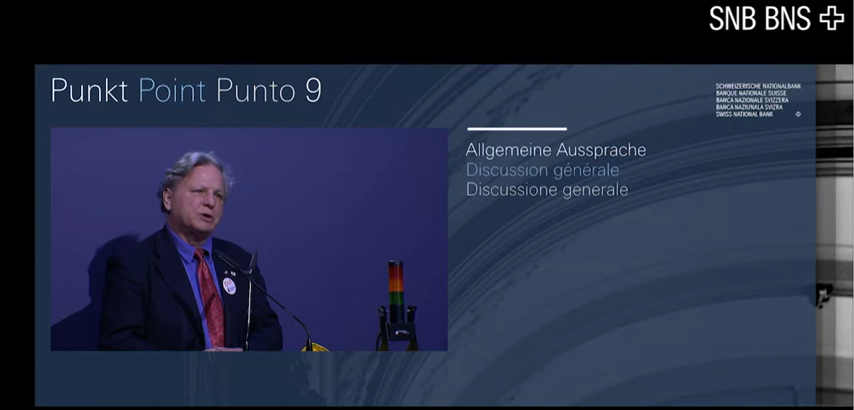 SNB BNS
Punkt Point Punto 9
SCHWEIZERISCHE NATIONALBANK
BANQUE NATIONALE SUISSE
BANCA NAZIONALE SVIZZERA
BANCA NAZIUNALA SVIZRA
SWISS NATIONAL BANK
Allgemeine Aussprache
Discussion générale
Discussione generale